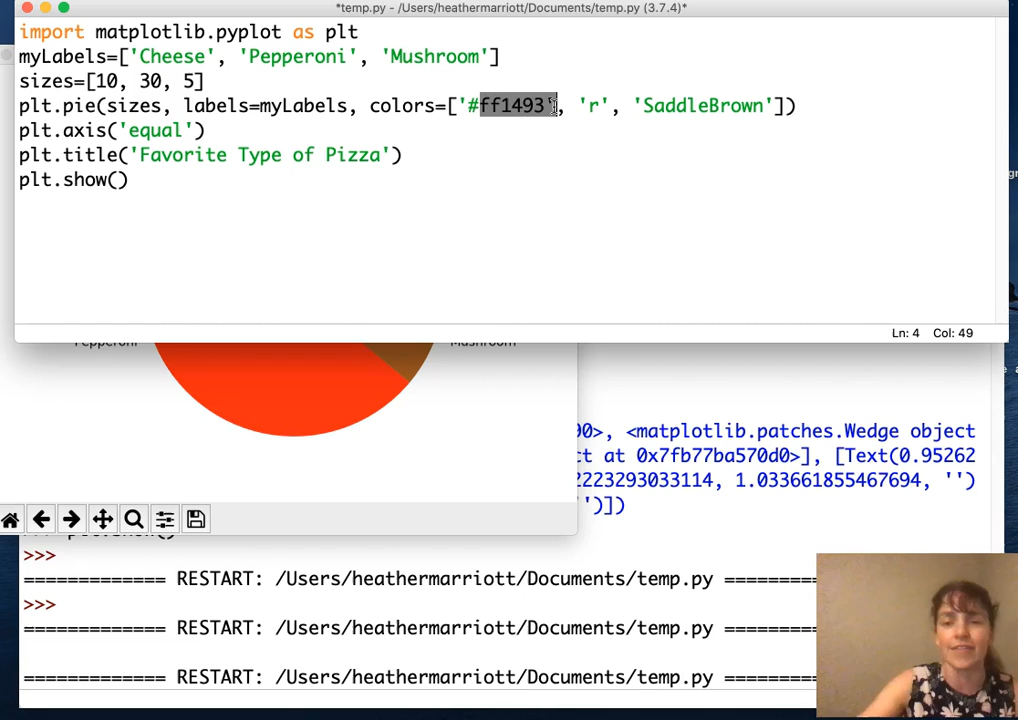 *temp.py - /Users/heathermarriott/Documents/temp.py (3.7.4)*
import matplotlib.pyplot as plt
myLabels=['Cheese', 'Pepperoni', 'Mushroom']
sizes=[10, 30, 5]
plt.pie(sizes, labels=myLabels, colors=['#ff1493', 'r', 'SaddleBrown'])
plt.axis('equal')
plt.title('Favorite Type of Pizza')
plt.show()
Ln: 4 Col: 49
Pepperoni Mushroom
90>, <matplotlib.patches.Wedge object
ct at 0x7fb77ba570d0>], [Text(0.95262
2223293033114, 1.033661855467694, '')
')])
>>>
============= RESTART: /Users/heathermarriott/Documents/temp.py =========
>>>
============= RESTART: /Users/heathermarriott/Documents/temp.py =========
============= RESTART: /Users/heathermarriott/Documents/temp.py =========